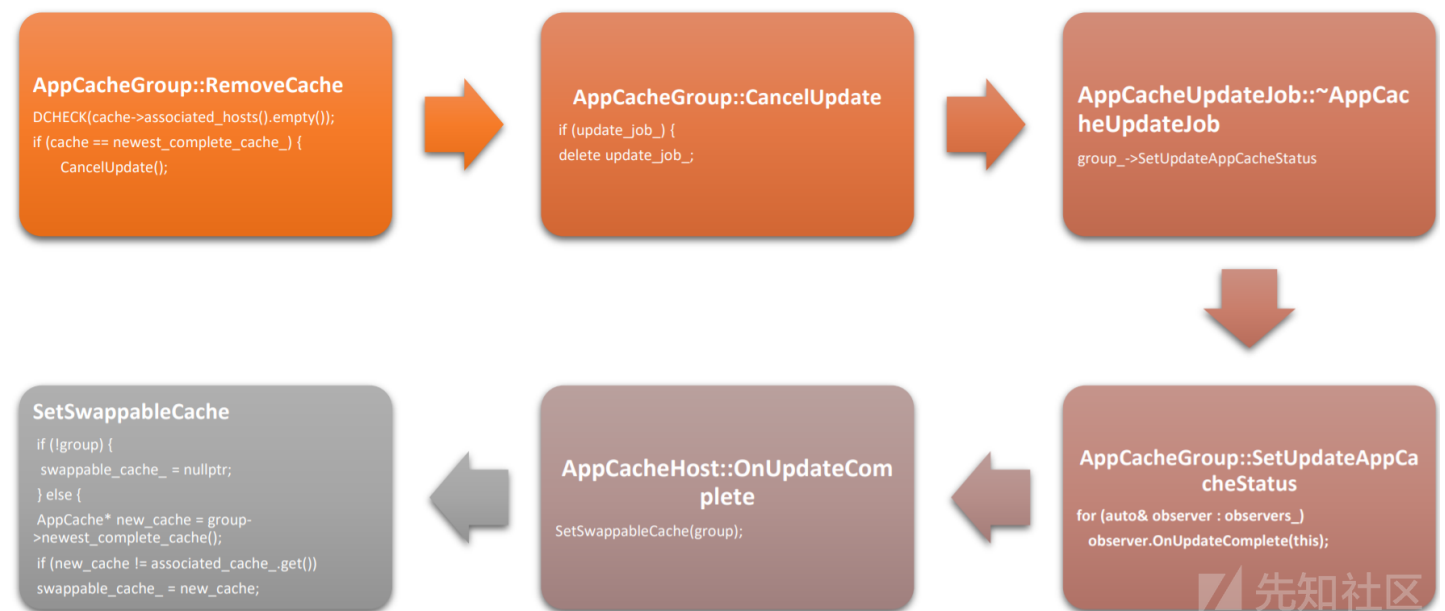 AppCacheGroup::RemoveCache
DCHECK(cache->associated_hosts().empty());
if (cache == newest_complete_cache_) {
CancelUpdate();
AppCacheGroup::CancelUpdate
if (update_job_) {
delete update_job_;
AppCacheUpdateJob::~AppCac
heUpdateJob
group_->SetUpdateAppCacheStatus
AppCacheGroup::SetUpdateAppCa
cheStatus
for (auto& observer : observers_)
observer.OnUpdateComplete(this);
AppCacheHost::OnUpdateCom
plete
SetSwappableCache(group);
SetSwappableCache
if (!group) {
swappable_cache_ = nullptr;
} else {
AppCache* new_cache = group-
>newest_complete_cache();
if (new_cache != associated_cache_.get())
swappable_cache_ = new_cache;
先知社区